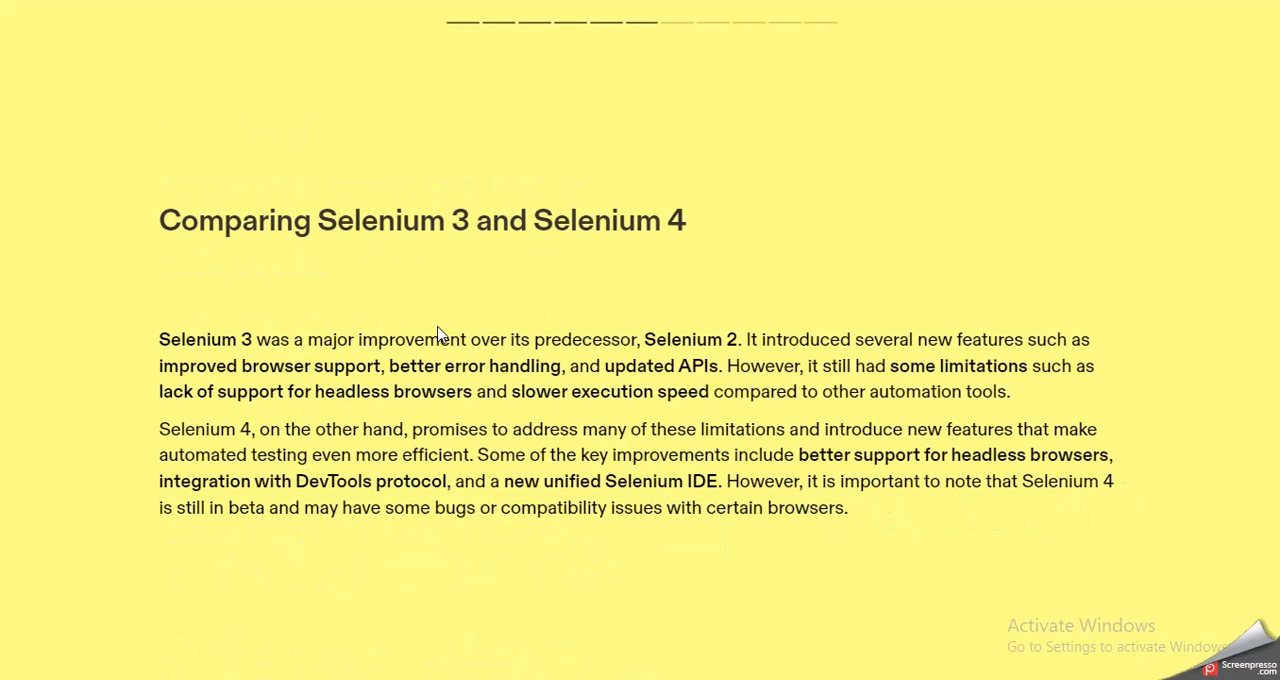 Comparing Selenium 3 and Selenium 4
Selenium 3 was a major improvement over its predecessor, Selenium 2. It introduced several new features such as
improved browser support, better error handling, and updated APIs. However, it still had some limitations such as
lack of support for headless browsers and slower execution speed compared to other automation tools.
Selenium 4, on the other hand, promises to address many of these limitations and introduce new features that make
automated testing even more efficient. Some of the key improvements include better support for headless browsers,
integration with DevTools protocol, and a new unified Selenium IDE. However, it is important to note that Selenium 4
is still in beta and may have some bugs or compatibility issues with certain browsers.
Activate Windows
Go to Settings to activate Windows
Screenpresso
.com